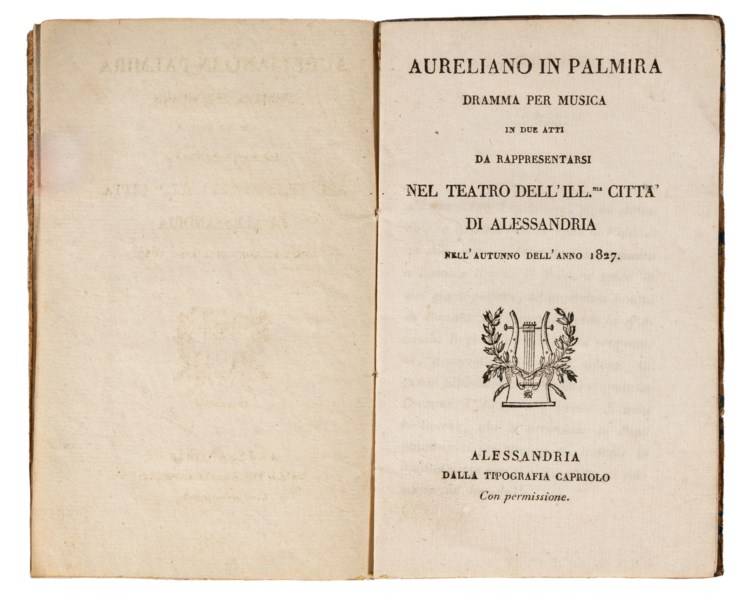 AURELIANO IN PALMIRA
DRAMMA PER MUSICA
IN DUE ATTI
DA RAPPRESENTARSI
NEL TEATRO DELL'ILL.ma CITTA'
DI ALESSANDRIA
NELL'AUTUNNO DELL'ANNO 1827.
ALESSANDRIA
DALLA TIPOGRAFIA CAPRIOLO
Con permissione.